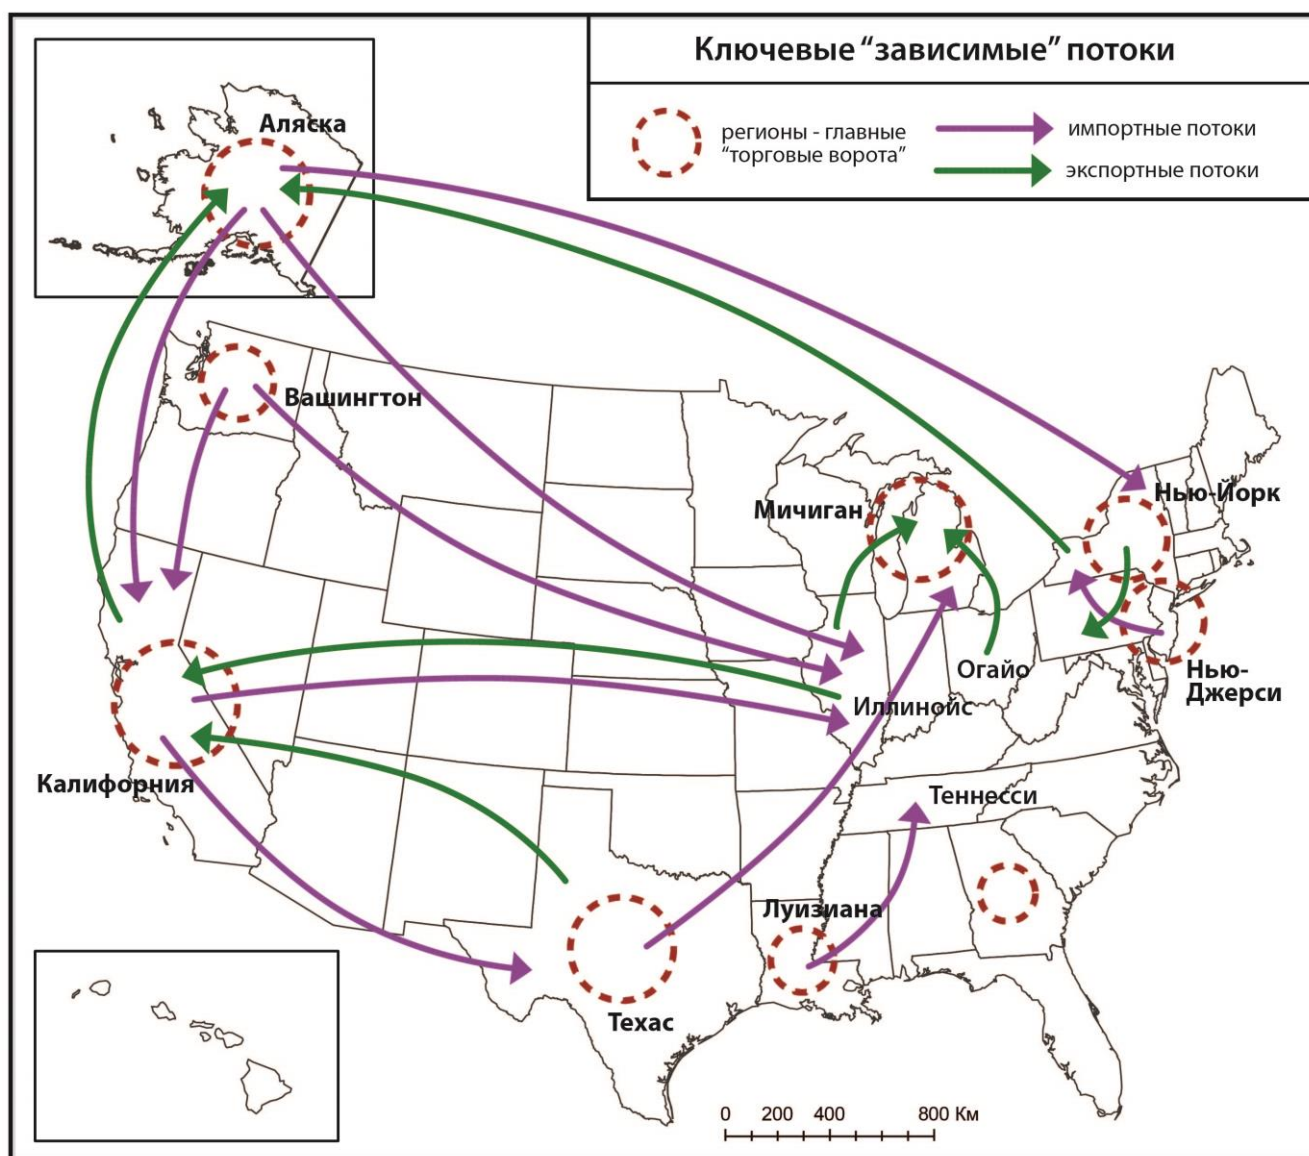 Ключевые “зависимые” потоки
регионы - главные
“торговые ворота”
импортные потоки
экспортные потоки
Аляска
Вашингтон
Мичиган
Нью-Йорк
Огайо
Нью-
Джерси
Иллинойс
Калифорния
Теннесси
Луизиана
Техас
0 200 400 800 Км